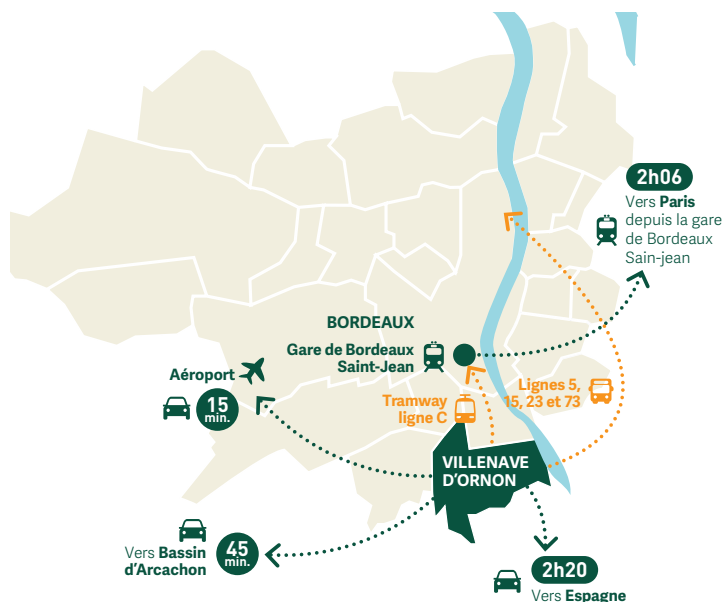 2h06
Vers Paris
depuis la gare
de Bordeaux
Sain-jean
BORDEAUX
Gare de Bordeaux
Saint-Jean
Aéroport
15
min.
Tramway
ligne C
Lignes 5,
15, 23 et 73
VILLENAVE
D'ORNON
Vers Bassin
d'Arcachon
45
min.
2h20
Vers Espagne